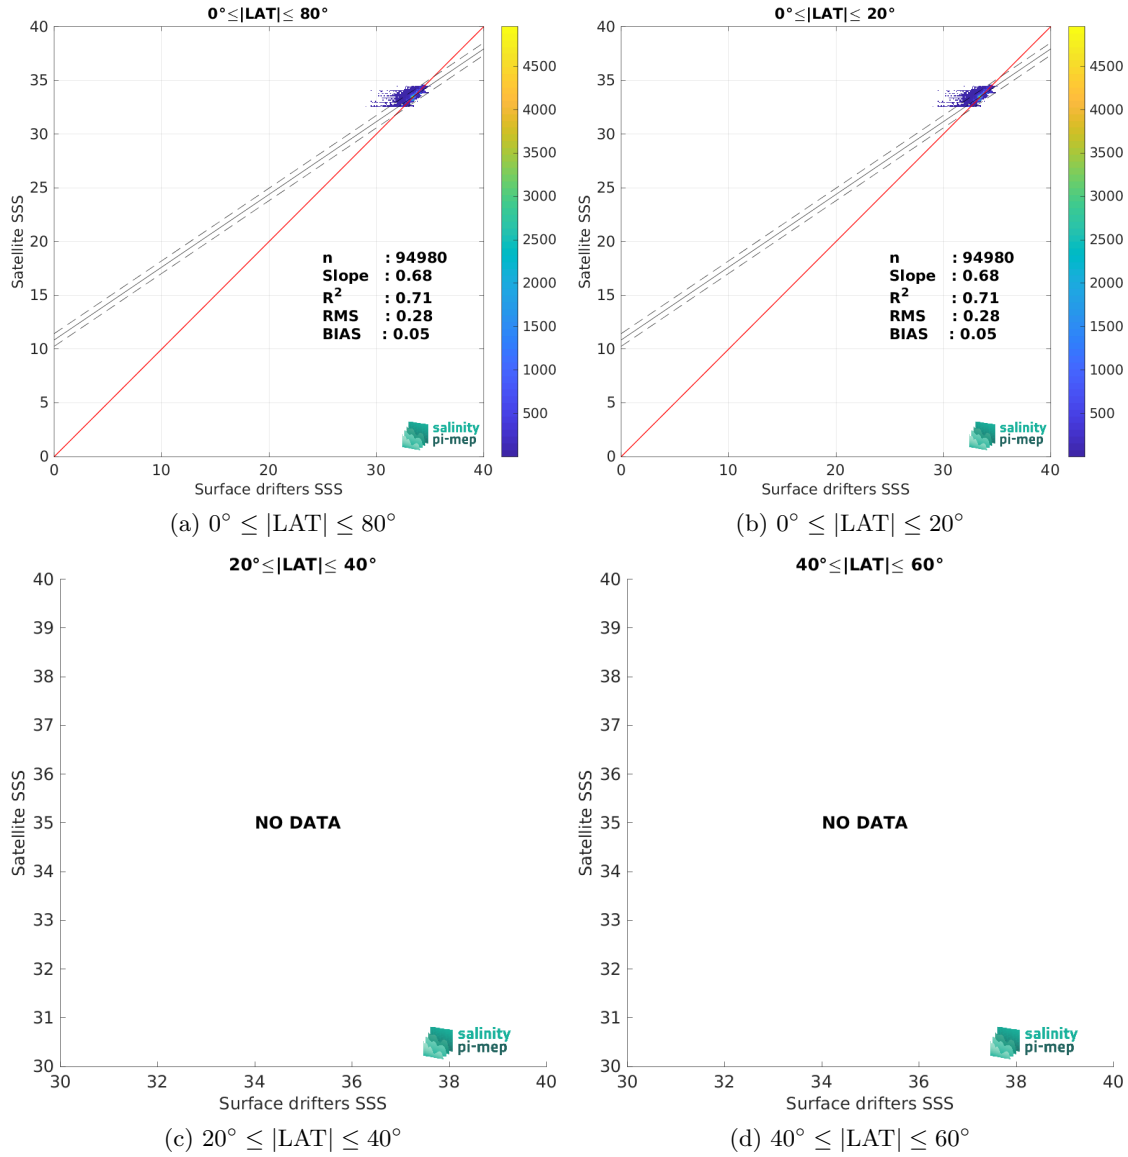 0°≤|LAT|≤ 80°
40
35
30
25
20
15
10
5
0
0 10 20 30 40
Satellite SSS
Surface drifters SSS
n : 94980
Slope : 0.68
R² : 0.71
RMS : 0.28
BIAS : 0.05
salinity
pi-mep
4500
4000
3500
3000
2500
2000
1500
1000
500
(a) 0° ≤ |LAT| ≤ 80°
0°≤|LAT|≤ 20°
40
35
30
25
20
15
10
5
0
0 10 20 30 40
Satellite SSS
Surface drifters SSS
n : 94980
Slope : 0.68
R² : 0.71
RMS : 0.28
BIAS : 0.05
salinity
pi-mep
4500
4000
3500
3000
2500
2000
1500
1000
500
(b) 0° ≤ |LAT| ≤ 20°
20°≤|LAT|≤ 40°
40
39
38
37
36
35
34
33
32
31
30
30 32 34 36 38 40
Satellite SSS
Surface drifters SSS
NO DATA
salinity
pi-mep
(c) 20° ≤ |LAT| ≤ 40°
40°≤|LAT|≤ 60°
40
39
38
37
36
35
34
33
32
31
30
30 32 34 36 38 40
Satellite SSS
Surface drifters SSS
NO DATA
salinity
pi-mep
(d) 40° ≤ |LAT| ≤ 60°